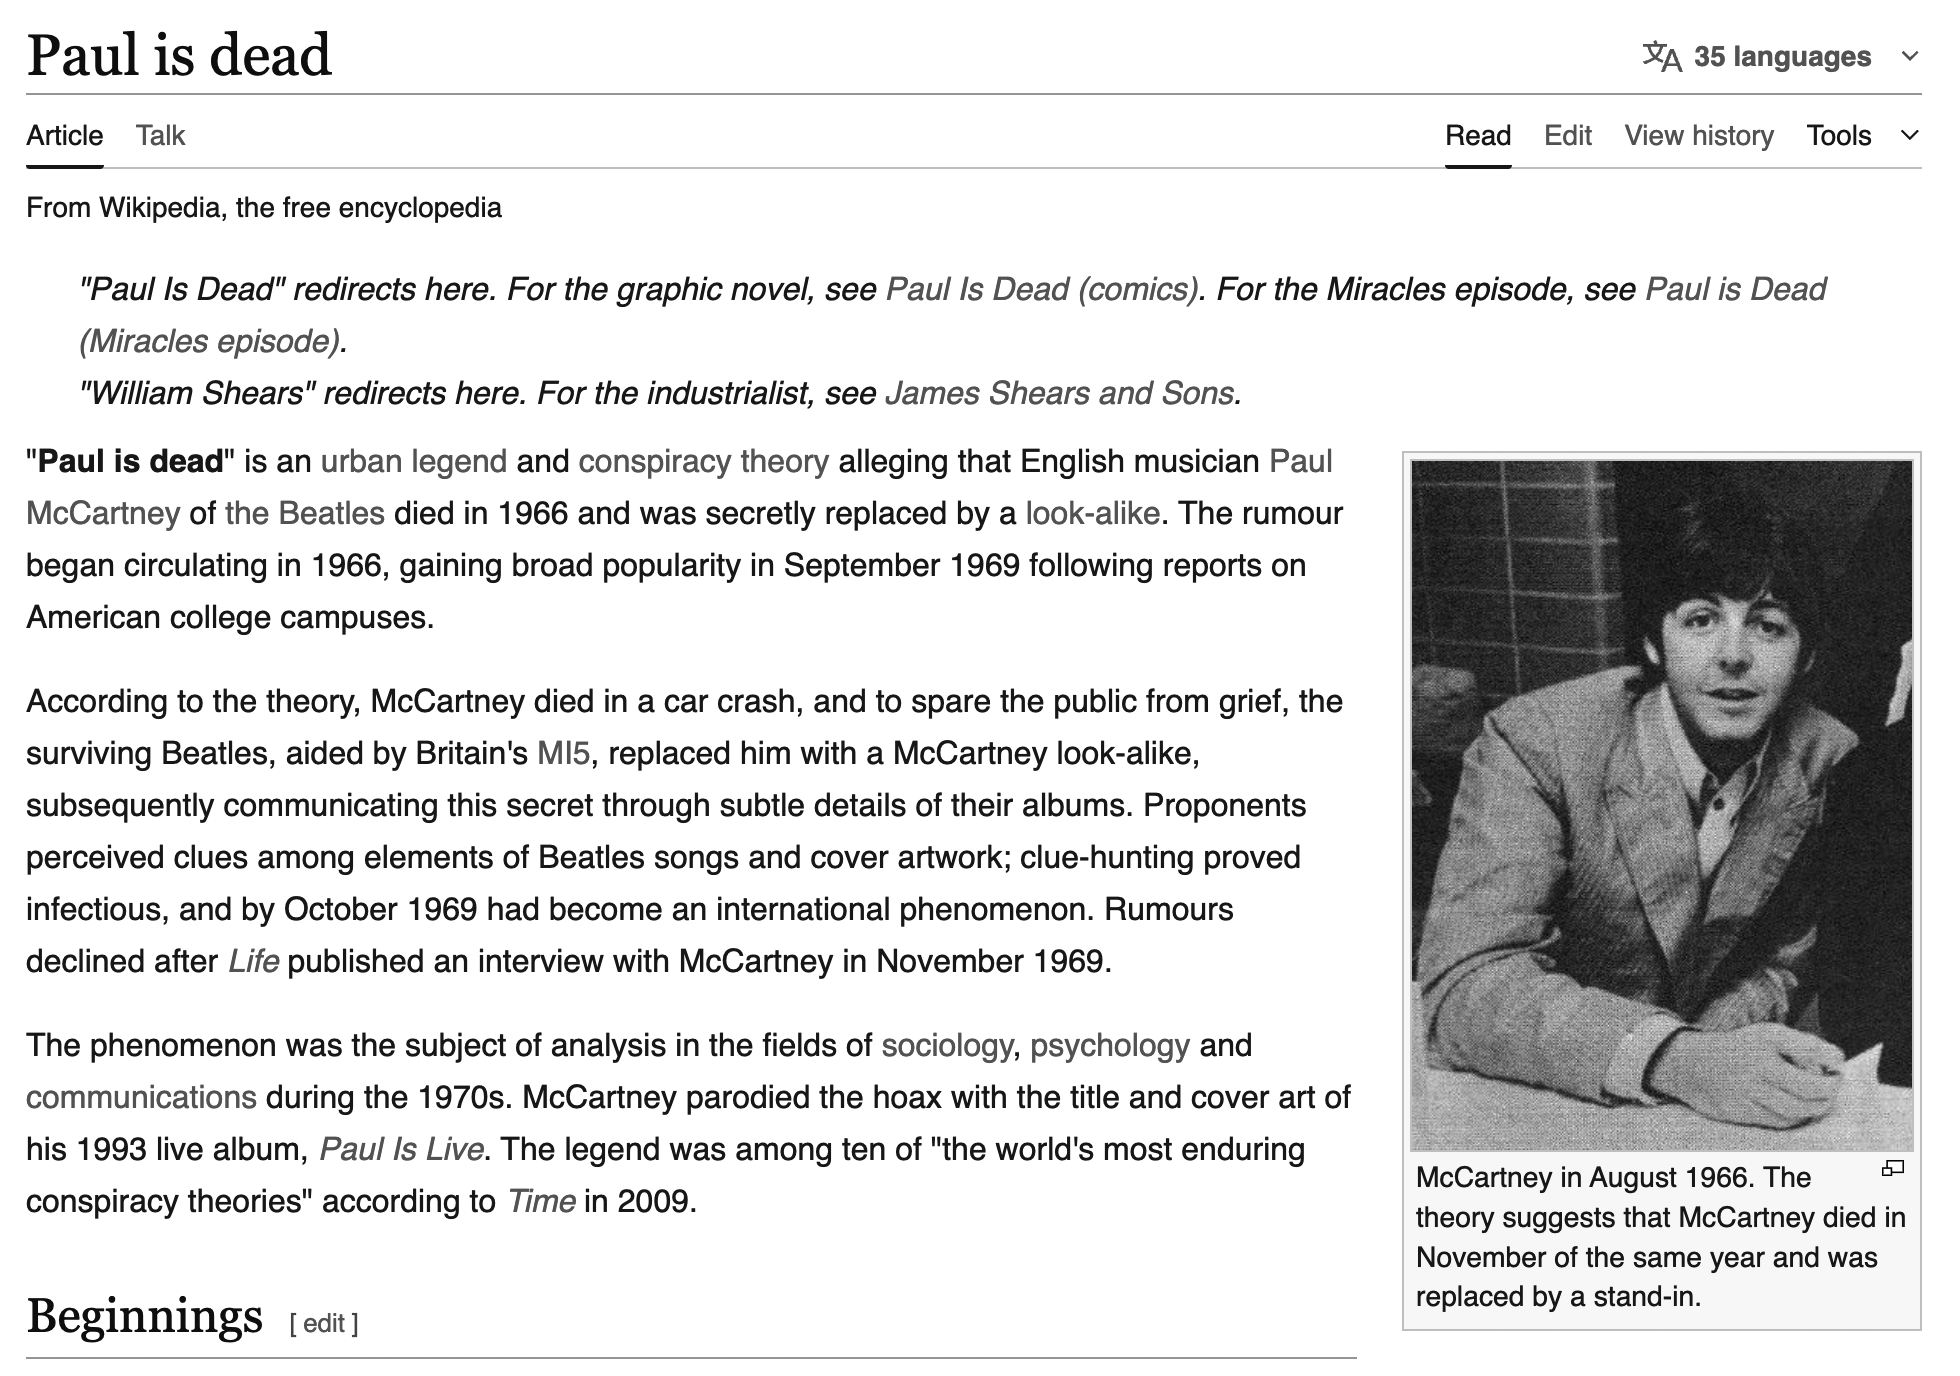 Paul is dead
文A 35 languages
Article Talk
Read Edit View history Tools
From Wikipedia, the free encyclopedia
"Paul Is Dead" redirects here. For the graphic novel, see Paul Is Dead (comics). For the Miracles episode, see Paul is Dead
(Miracles episode).
"William Shears" redirects here. For the industrialist, see James Shears and Sons.
"Paul is dead" is an urban legend and conspiracy theory alleging that English musician Paul
McCartney of the Beatles died in 1966 and was secretly replaced by a look-alike. The rumour
began circulating in 1966, gaining broad popularity in September 1969 following reports on
American college campuses.
According to the theory, McCartney died in a car crash, and to spare the public from grief, the
surviving Beatles, aided by Britain's MI5, replaced him with a McCartney look-alike,
subsequently communicating this secret through subtle details of their albums. Proponents
perceived clues among elements of Beatles songs and cover artwork; clue-hunting proved
infectious, and by October 1969 had become an international phenomenon. Rumours
declined after Life published an interview with McCartney in November 1969.
The phenomenon was the subject of analysis in the fields of sociology, psychology and
communications during the 1970s. McCartney parodied the hoax with the title and cover art of
his 1993 live album, Paul Is Live. The legend was among ten of "the world's most enduring
conspiracy theories" according to Time in 2009.
McCartney in August 1966. The
theory suggests that McCartney died in
November of the same year and was
replaced by a stand-in.
Beginnings [ edit ]